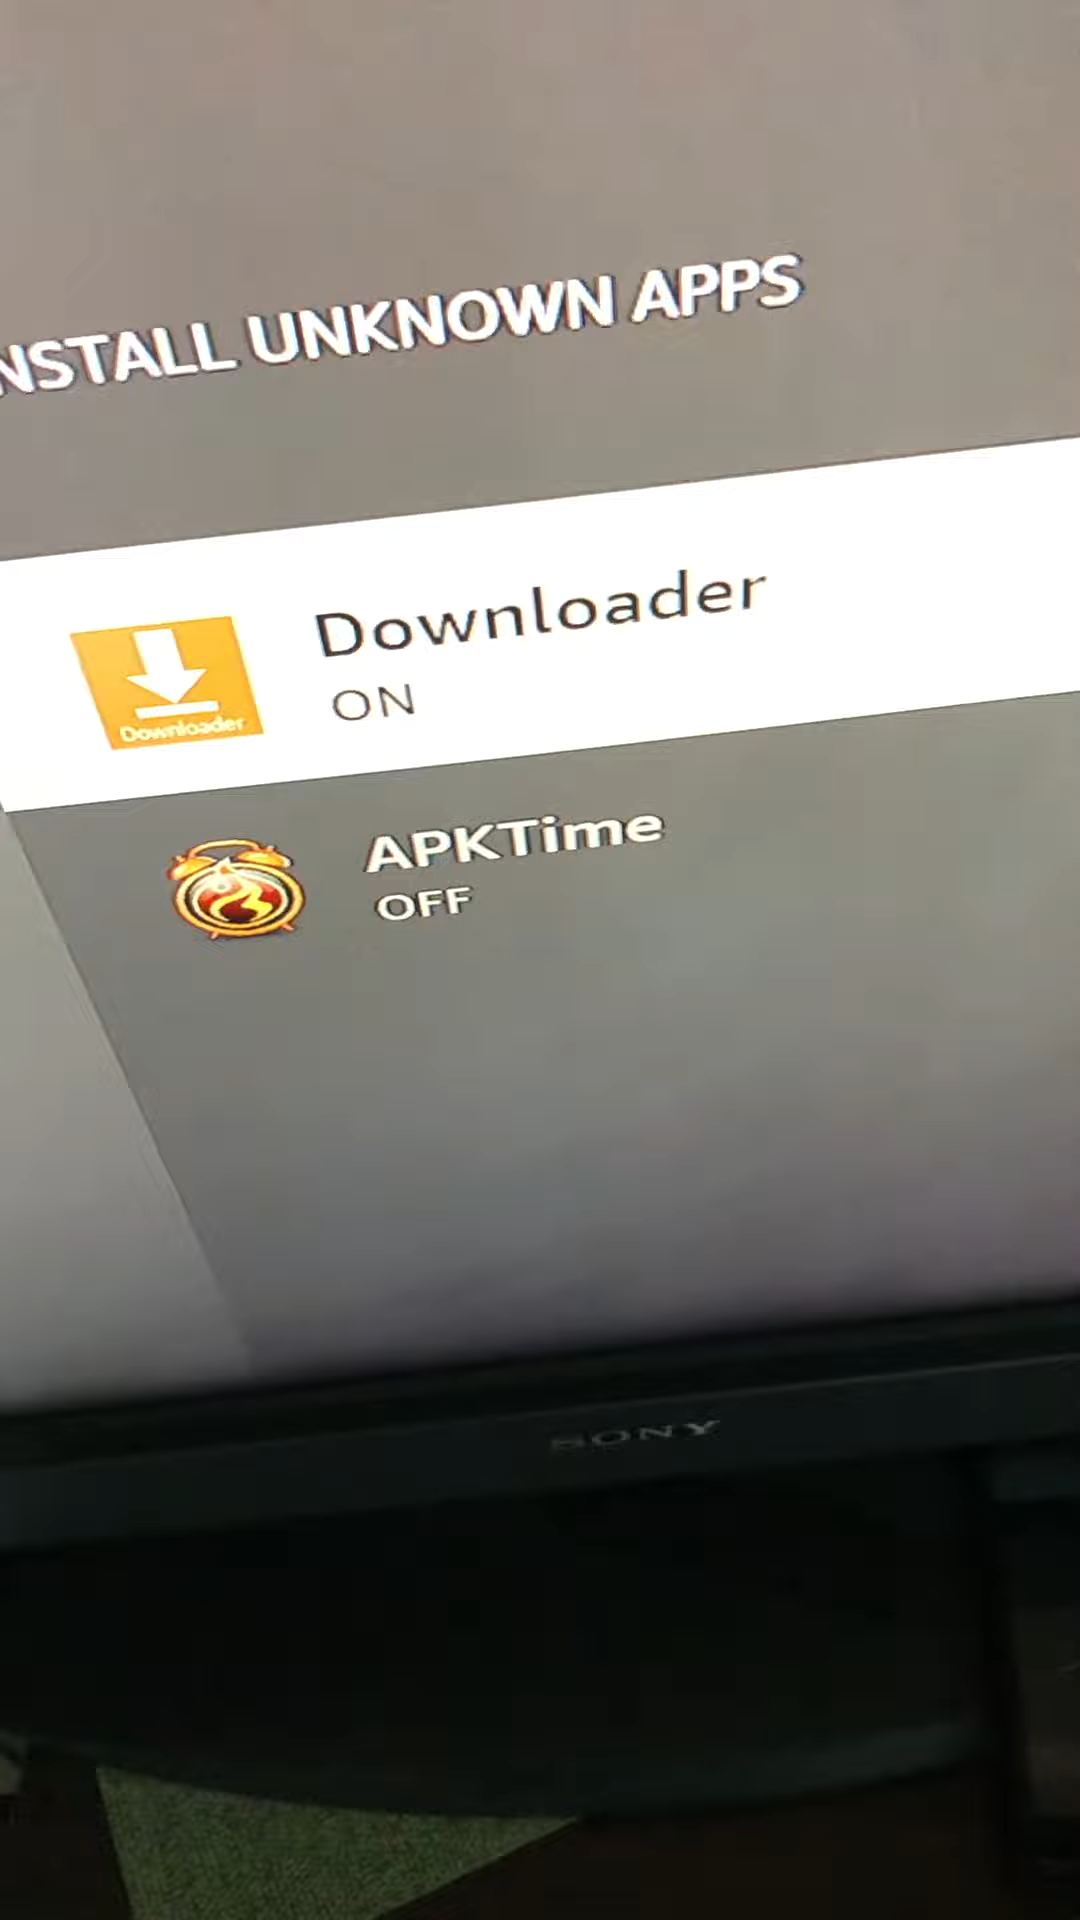 NSTALL UNKNOWN APPS
Downloader
ON
Downloader
APKTime
OFF
SONY